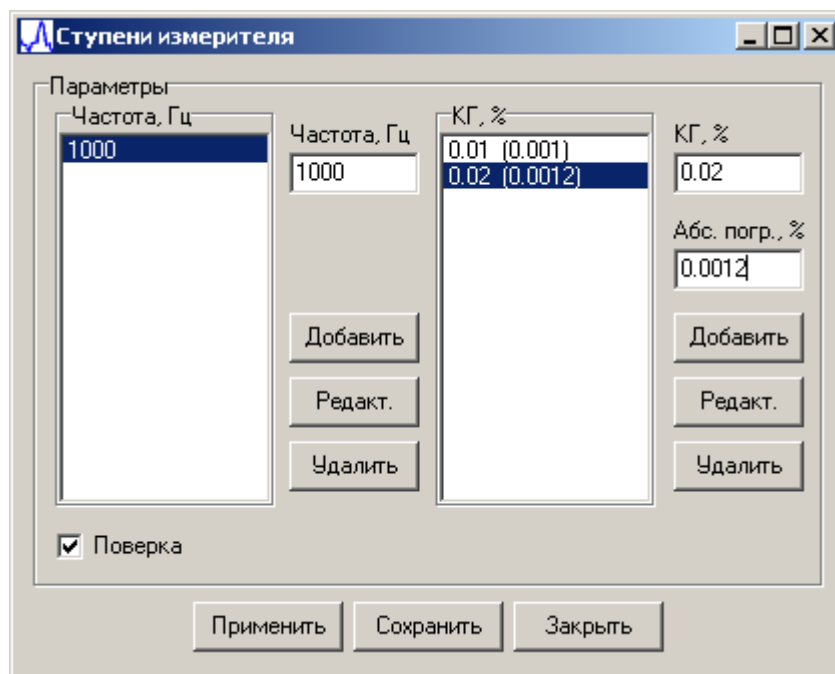 Ступени измерителя
Параметры
Частота, Гц
1000
Частота, Гц
1000
Добавить
Редакт.
Удалить
КГ, %
0.01 (0.001)
0.02 (0.0012)
КГ, %
0.02
Абс. погр., %
0.0012
Добавить
Редакт.
Удалить
Поверка
Применить Сохранить Закрыть